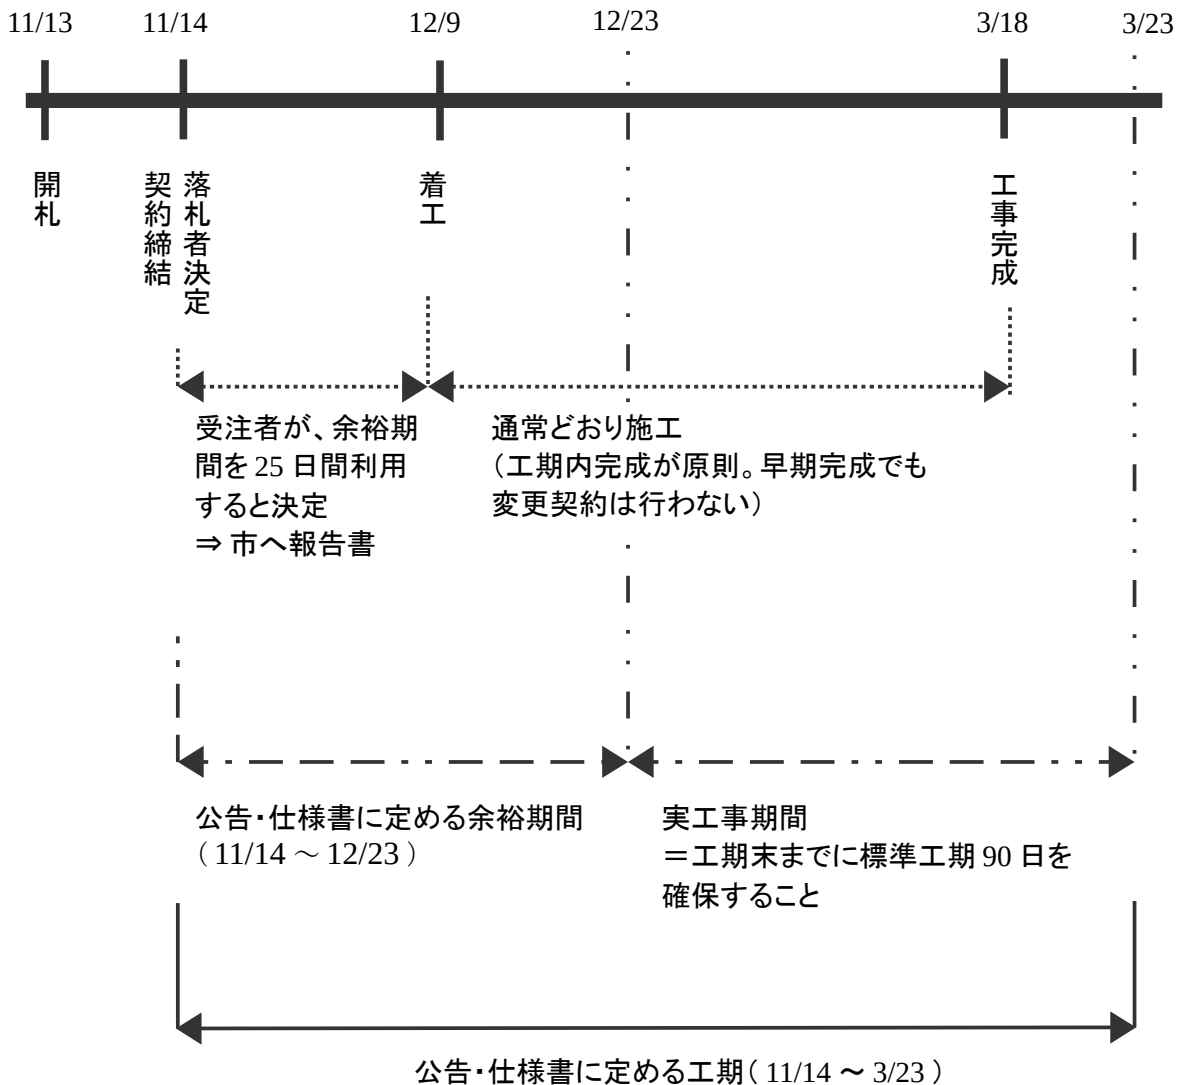 11/13 11/14 12/9 12/23 3/18 3/23
開札
落札者決定
契約締結
着工
工事完成
受注者が、余裕期
間を25日間利用
すると決定
⇒市へ報告書
通常どおり施工
（工期内完成が原則。早期完成でも
変更契約は行わない）
公告・仕様書に定める余裕期間
（11/14～12/23）
実工事期間
＝工期末までに標準工期90日を
確保すること
公告・仕様書に定める工期（11/14～3/23）